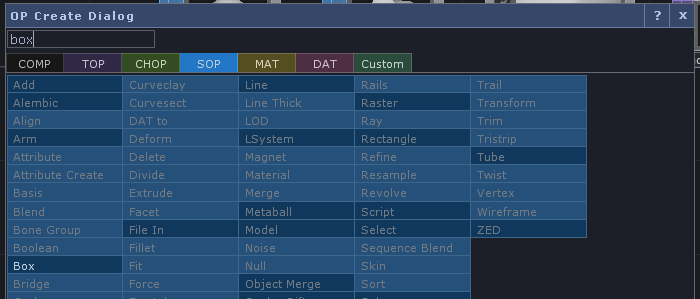 OP Create Dialog ? x
box
COMP TOP CHOP SOP MAT DAT Custom
Add Curveclay Line Rails Trail
Alembic Curvesect Line Thick Raster Transform
Align DAT to LOD Ray Trim
Arm Deform LSystem Rectangle Tristrip
Attribute Delete Magnet Refine Tube
Attribute Create Divide Material Resample Twist
Basis Extrude Merge Revolve Vertex
Blend Facet Metaball Script Wireframe
Bone Group File In Model Select ZED
Boolean Fillet Noise Sequence Blend
Box Fit Null Skin
Bridge Force Object Merge Sort